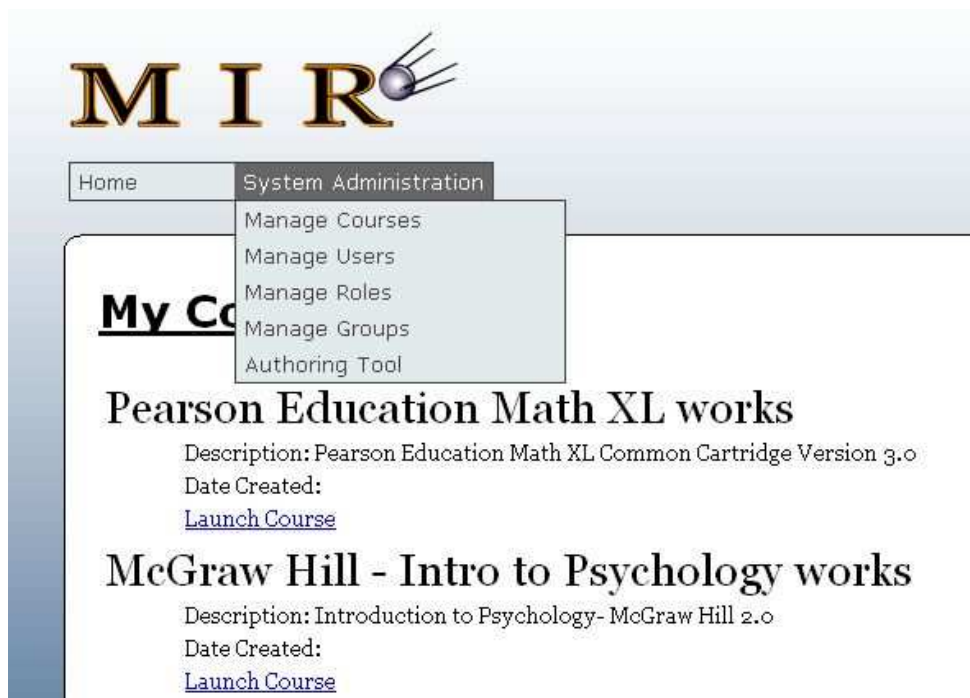 MIR
Home System Administration
Manage Courses
Manage Users
Manage Roles
My Co
Manage Groups
Authoring Tool
Pearson Education Math XL works
Description: Pearson Education Math XL Common Cartridge Version 3.0
Date Created:
Launch Course
McGraw Hill - Intro to Psychology works
Description: Introduction to Psychology- McGraw Hill 2.0
Date Created:
Launch Course